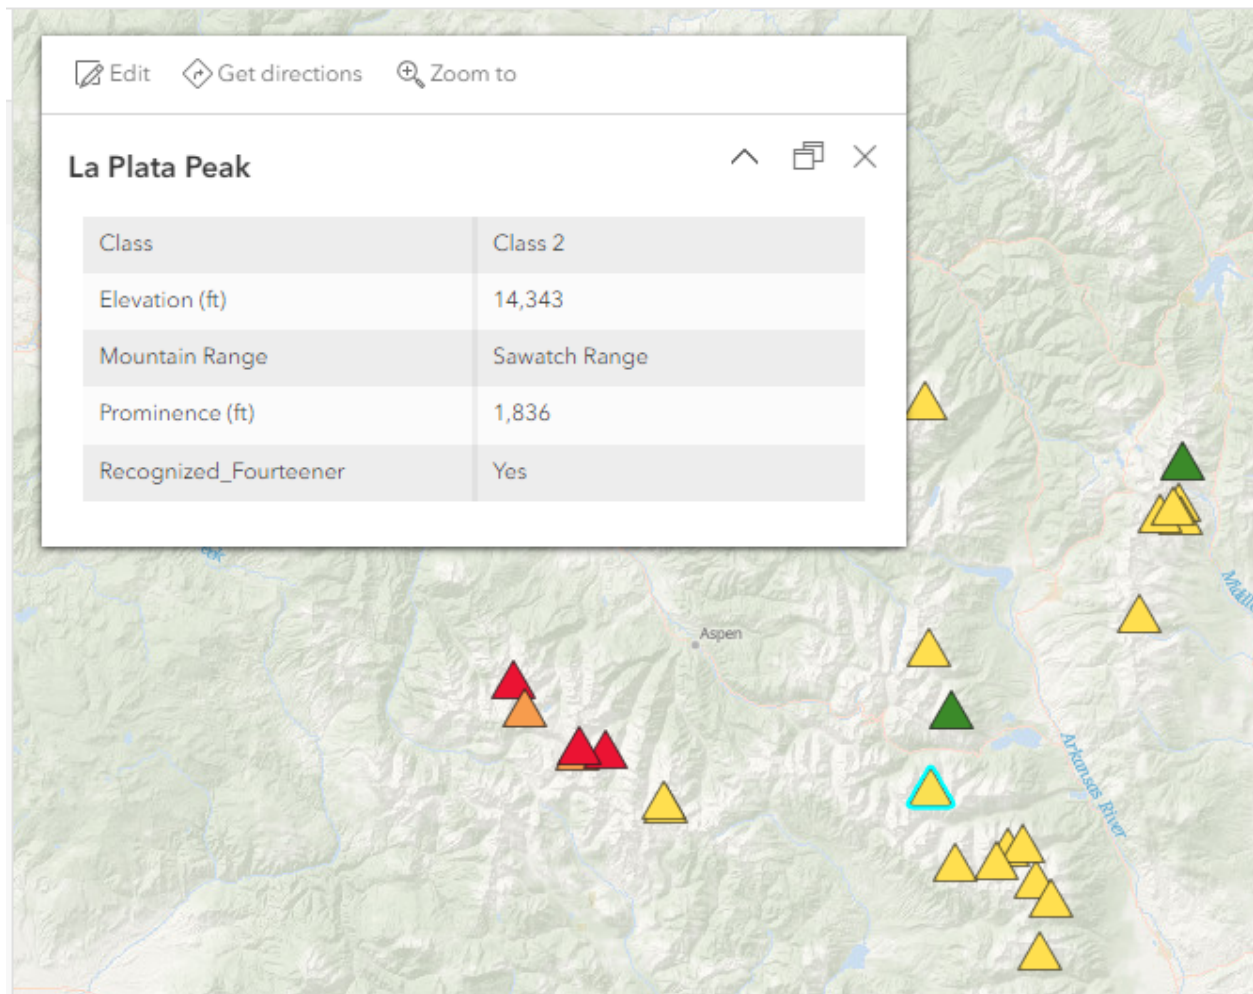 Edit Get directions Zoom to
La Plata Peak
Class Class 2
Elevation (ft) 14,343
Mountain Range Sawatch Range
Prominence (ft) 1,836
Recognized_Fourteener Yes
Aspen
Arkansas River